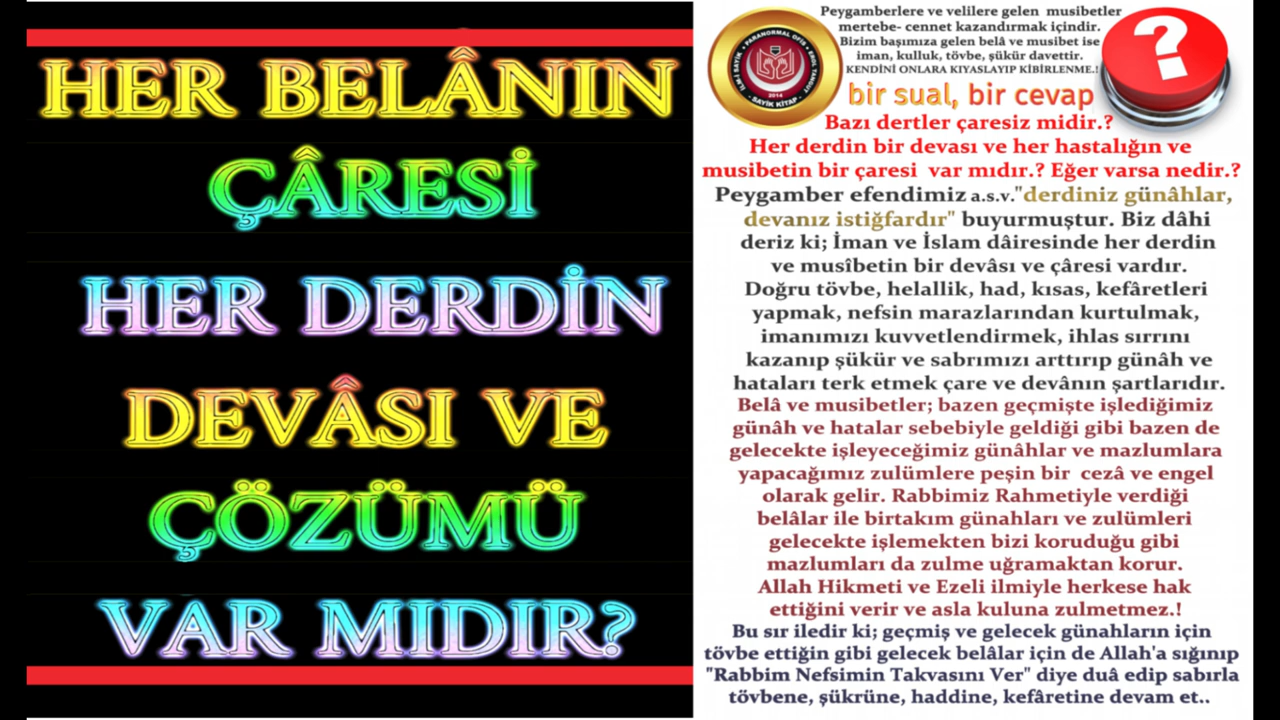 HER BELÂNIN
ÇÂRESİ
HER DERDİN
DEVÂSI VE
ÇÖZÜMÜ
VAR MIDIR?
Peygamberlere ve velilere gelen musibetler
mertebe- cennet kazandırmak içindir.
Bizim başımıza gelen belâ ve musibet ise
iman, kulluk, tövbe, şükür davettir.
KENDİNİ ONLARA KIYASLAYIP KİBİRLENME.!
İLM-İ SAYİK • PARANORMAL OFİS • EROL TANKUT
2014
- SAYİK KİTAP -
?
bir sual, bir cevap
Bazı dertler çaresiz midir.?
Her derdin bir devası ve her hastalığın ve
musibetin bir çaresi var mıdır.? Eğer varsa nedir.?
Peygamber efendimiz a.s.v."derdiniz günâhlar,
devanız istiğfardır" buyurmuştur. Biz dâhi
deriz ki; İman ve İslam dâiresinde her derdin
ve musîbetin bir devâsı ve çâresi vardır.
Doğru tövbe, helallik, had, kısas, kefâretleri
yapmak, nefsin marazlarından kurtulmak,
imanımızı kuvvetlendirmek, ihlas sırrını
kazanıp şükür ve sabrımızı arttırıp günâh ve
hataları terk etmek çare ve devânın şartlarıdır.
Belâ ve musibetler; bazen geçmişte işlediğimiz
günâh ve hatalar sebebiyle geldiği gibi bazen de
gelecekte işleyeceğimiz günâhlar ve mazlumlara
yapacağımız zulümlere peşin bir cezâ ve engel
olarak gelir. Rabbimiz Rahmetiyle verdiği
belâlar ile birtakım günahları ve zulümleri
gelecekte işlemekten bizi koruduğu gibi
mazlumları da zulme uğramaktan korur.
Allah Hikmeti ve Ezeli ilmiyle herkese hak
ettiğini verir ve asla kuluna zulmetmez.!
Bu sır iledir ki; geçmiş ve gelecek günahların için
tövbe ettiğin gibi gelecek belâlar için de Allah'a sığınıp
"Rabbim Nefsimin Takvasını Ver" diye duâ edip sabırla
tövbene, şükrüne, haddine, kefâretine devam et..